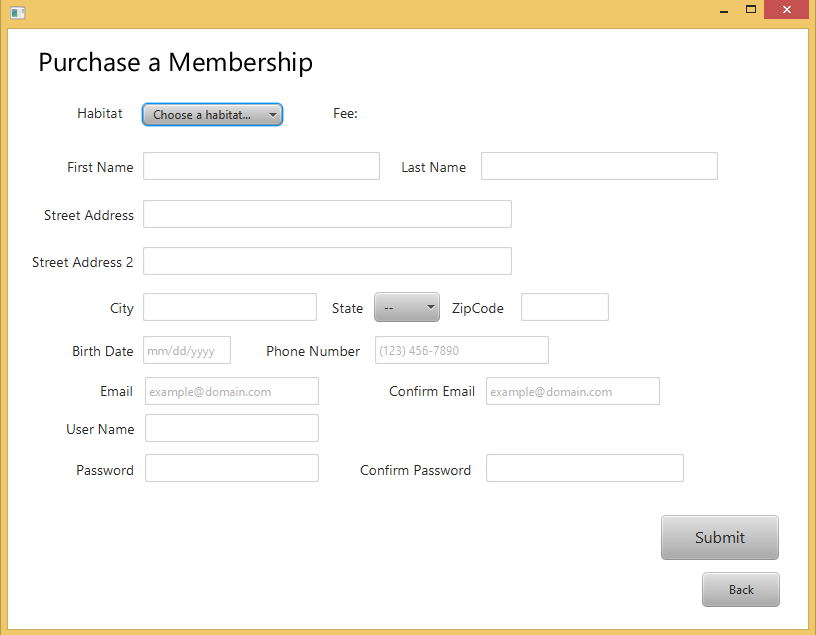 Purchase a Membership
Habitat Choose a habitat... Fee:
First Name Last Name
Street Address
Street Address 2
City State -- ZipCode
Birth Date mm/dd/yyyy Phone Number (123) 456-7890
Email example@domain.com Confirm Email example@domain.com
User Name
Password Confirm Password
Submit
Back